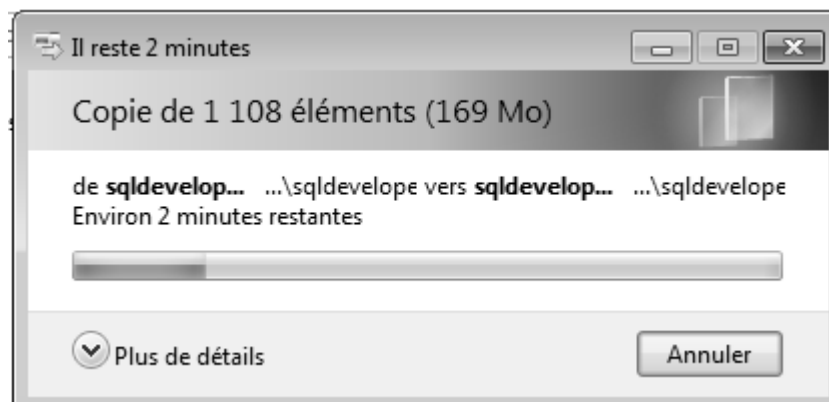 Il reste 2 minutes
Copie de 1 108 éléments (169 Mo)
de sqldevelop... ...\sqldevelope vers sqldevelop... ...\sqldevelope
Environ 2 minutes restantes
Plus de détails
Annuler